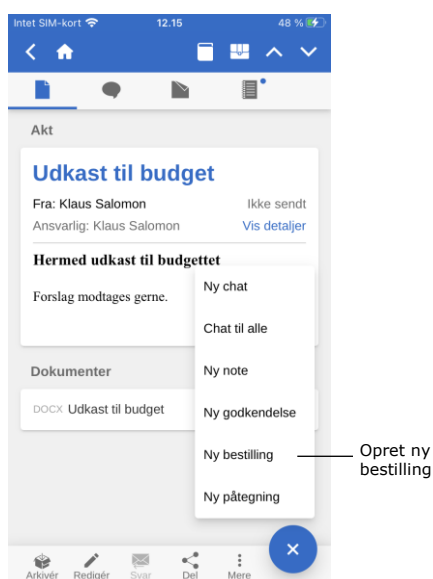 Intet SIM-kort 12.15 48 %
Akt
Udkast til budget
Fra: Klaus Salomon Ikke sendt
Ansvarlig: Klaus Salomon Vis detaljer
Hermed udkast til budgettet
Forslag modtages gerne.
Ny chat
Chat til alle
Dokumenter
Ny note
DOCX Udkast til budget
Ny godkendelse
Ny bestilling
Opret ny
bestilling
Ny påtegning
Arkivér Redigér Svar Del Mere